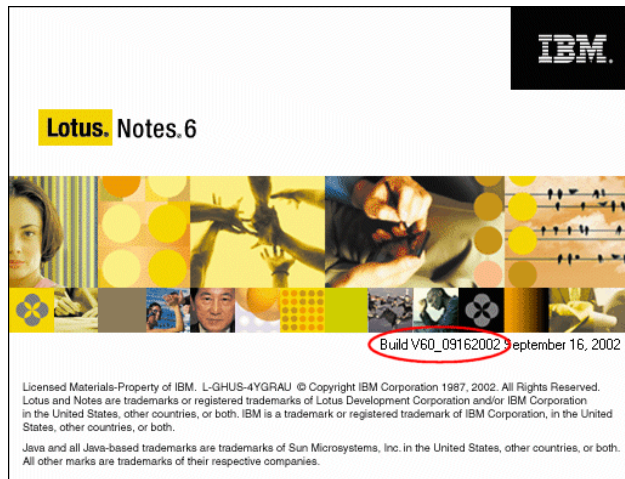 IBM.
Lotus. Notes.6
Build V60_09162002 September 16, 2002
Licensed Materials-Property of IBM. L-GHUS-4YGRAU © Copyright IBM Corporation 1987, 2002. All Rights Reserved.
Lotus and Notes are trademarks or registered trademarks of Lotus Development Corporation and/or IBM Corporation
in the United States, other countries, or both. IBM is a trademark or registered trademark of IBM Corporation, in the United
States, other countries, or both.
Java and all Java-based trademarks are trademarks of Sun Microsystems, Inc. in the United States, other countries, or both.
All other marks are trademarks of their respective companies.